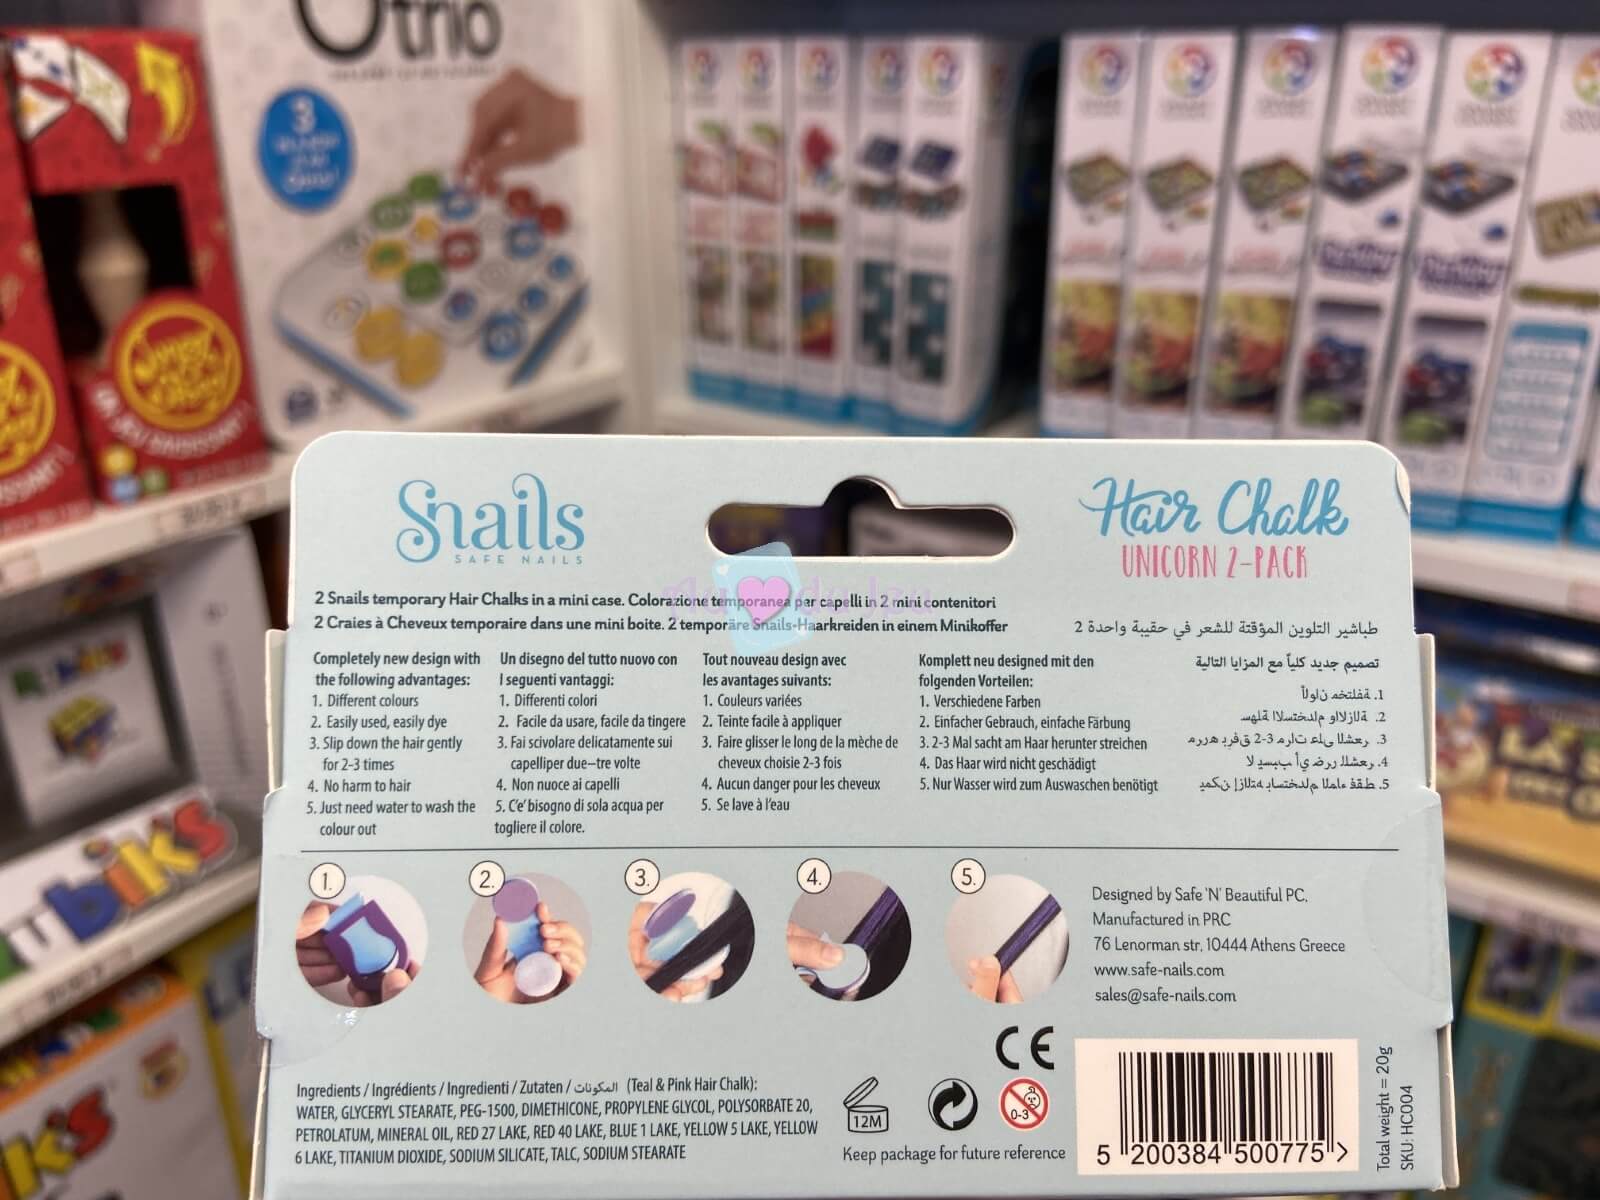 Otrio
3
Jungle Speed
UN JEU RUGISSANT!
Snails
SAFE NAILS
Hair Chalk
UNICORN 2-PACK
Au du Jeu
2 Snails temporary Hair Chalks in a mini case. Colorazione temporanea per capelli in 2 mini contenitori
2 Craies à Cheveux temporaire dans une mini boite. 2 temporäre Snails-Haarkreiden in einem Minikoffer
طباشير التلوين المؤقتة للشعر في حقيبة واحدة 2
Completely new design with
the following advantages:
1. Different colours
2. Easily used, easily dye
3. Slip down the hair gently
for 2-3 times
4. No harm to hair
5. Just need water to wash the
colour out
Un disegno del tutto nuovo con
I seguenti vantaggi:
1. Differenti colori
2. Facile da usare, facile da tingere
3. Fai scivolare delicatamente sui
capelliper due–tre volte
4. Non nuoce ai capelli
5. C'e' bisogno di sola acqua per
togliere il colore.
Tout nouveau design avec
les avantages suivants:
1. Couleurs variées
2. Teinte facile à appliquer
3. Faire glisser le long de la mèche de
cheveux choisie 2-3 fois
4. Aucun danger pour les cheveux
5. Se lave à l'eau
Komplett neu designed mit den
folgenden Vorteilen:
1. Verschiedene Farben
2. Einfacher Gebrauch, einfache Färbung
3. 2-3 Mal sacht am Haar herunter streichen
4. Das Haar wird nicht geschädigt
5. Nur Wasser wird zum Auswaschen benötigt
تصميم جديد كلياً مع المزايا التالية
1.
2.
3. 2-3
4.
5.
1.
2.
3.
4.
5.
Designed by Safe 'N' Beautiful PC.
Manufactured in PRC
76 Lenorman str, 10444 Athens Greece
www.safe-nails.com
sales@safe-nails.com
Ingredients / Ingrédients / Ingredienti / Zutaten / المكونات (Teal & Pink Hair Chalk):
WATER, GLYCERYL STEARATE, PEG-1500, DIMETHICONE, PROPYLENE GLYCOL, POLYSORBATE 20,
PETROLATUM, MINERAL OIL, RED 27 LAKE, RED 40 LAKE, BLUE 1 LAKE, YELLOW 5 LAKE, YELLOW
6 LAKE, TITANIUM DIOXIDE, SODIUM SILICATE, TALC, SODIUM STEARATE
CE
12M
0-3
Keep package for future reference
5 200384 500775 >
Total weight = 20g
SKU: HC004